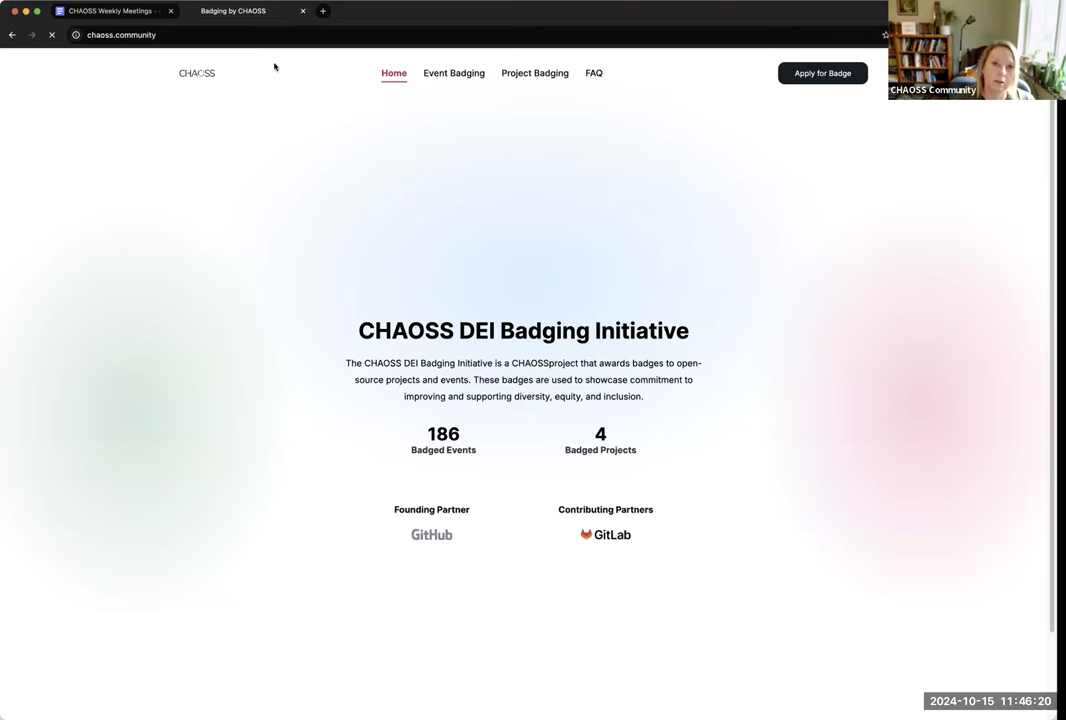 CHAOSS Weekly Meetings -
Badging by CHAOSS
chaoss.community
CHAOSS
Home
Event Badging
Project Badging
FAQ
Apply for Badge
CHAOSS Community
CHAOSS DEI Badging Initiative
The CHAOSS DEI Badging Initiative is a CHAOSSproject that awards badges to open-
source projects and events. These badges are used to showcase commitment to
improving and supporting diversity, equity, and inclusion.
186
Badged Events
4
Badged Projects
Founding Partner
GitHub
Contributing Partners
GitLab
2024-10-15 11:46:20